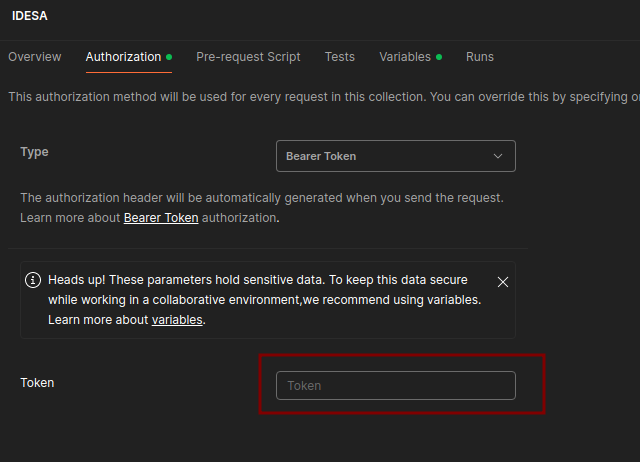 IDESA
Overview Authorization Pre-request Script Tests Variables Runs
This authorization method will be used for every request in this collection. You can override this by specifying
Type Bearer Token
The authorization header will be automatically generated when you send the request.
Learn more about Bearer Token authorization.
Heads up! These parameters hold sensitive data. To keep this data secure
while working in a collaborative environment,we recommend using variables.
Learn more about variables.
Token Token